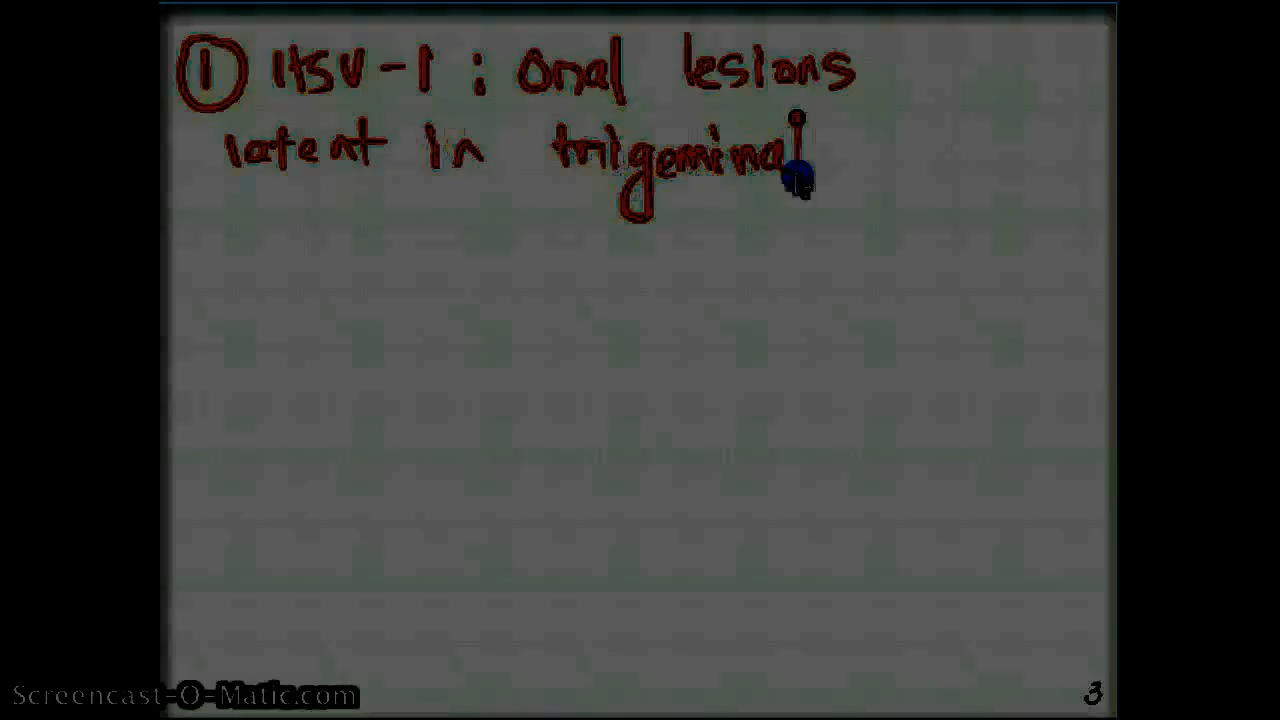 ① HSV-1 : oral lesions
latent in trigeminal
Screencast-O-Matic.com
3